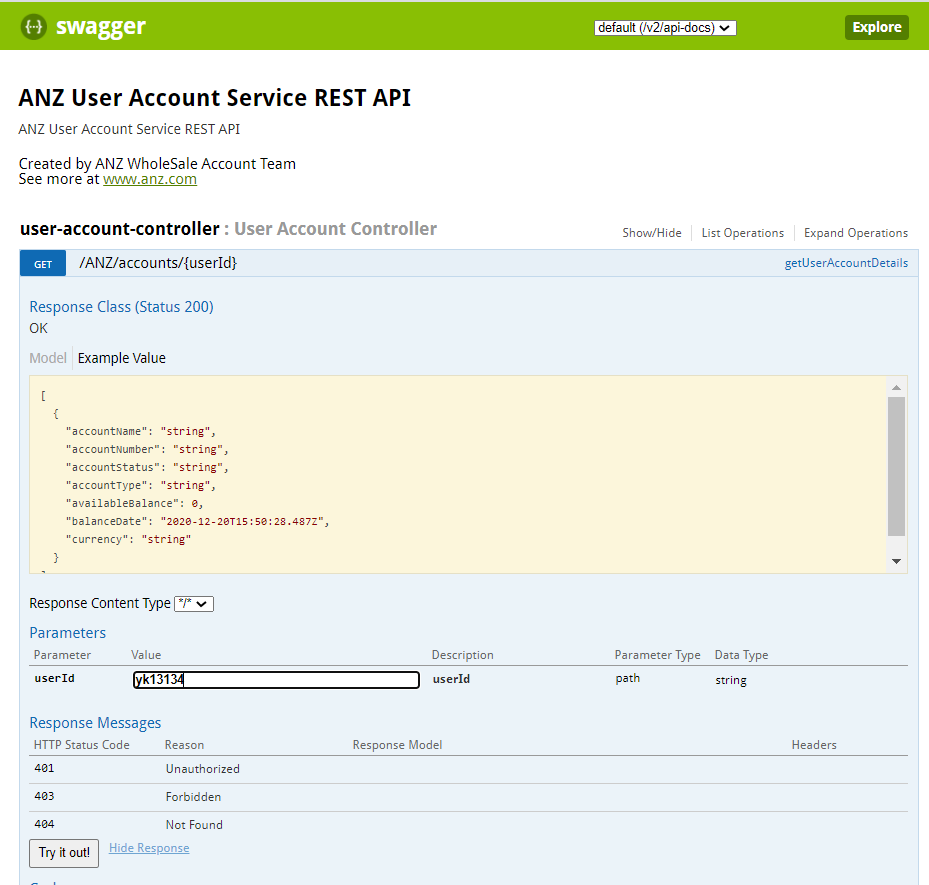 {··} swagger default (/v2/api-docs) Explore
ANZ User Account Service REST API
ANZ User Account Service REST API
Created by ANZ WholeSale Account Team
See more at www.anz.com
user-account-controller : User Account Controller Show/Hide List Operations Expand Operations
GET /ANZ/accounts/{userId} getUserAccountDetails
Response Class (Status 200)
OK
Model Example Value
[
{
"accountName": "string",
"accountNumber": "string",
"accountStatus": "string",
"accountType": "string",
"availableBalance": 0,
"balanceDate": "2020-12-20T15:50:28.487Z",
"currency": "string"
}
Response Content Type */*
Parameters
Parameter Value Description Parameter Type Data Type
userId yk13134 userId path string
Response Messages
HTTP Status Code Reason Response Model Headers
401 Unauthorized
403 Forbidden
404 Not Found
Try it out! Hide Response